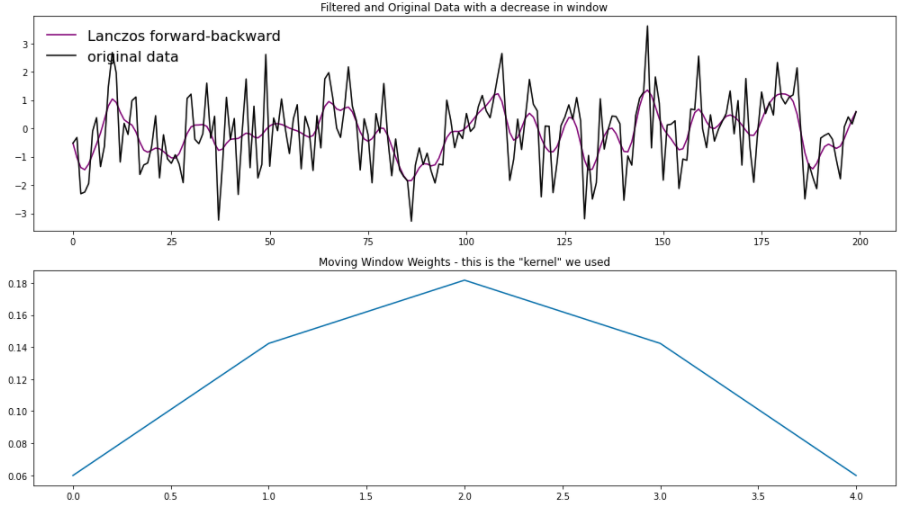 Filtered and Original Data with a decrease in window
Lanczos forward-backward
original data
3
2
1
0
−1
−2
−3
0 25 50 75 100 125 150 175 200
Moving Window Weights - this is the "kernel" we used
0.18
0.16
0.14
0.12
0.10
0.08
0.06
0.0 0.5 1.0 1.5 2.0 2.5 3.0 3.5 4.0